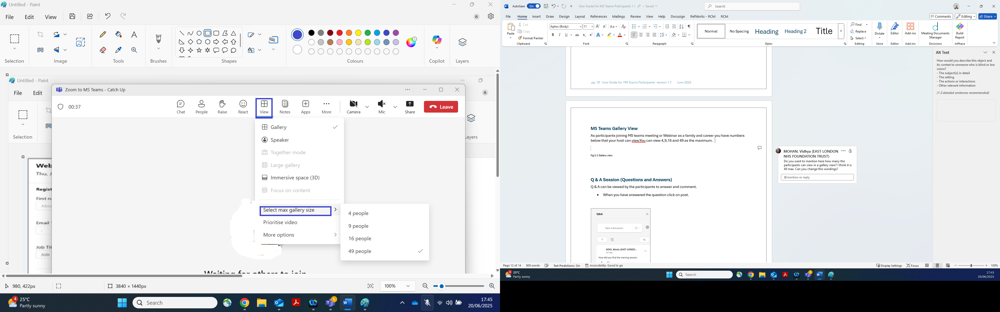 Untitled - Paint
File Edit View
Selection Image Tools Brushes Shapes Colours Copilot Layers
Untitled - Paint
File Edit
Selection
Layers
Zoom to MS Teams - Catch Up
00:37
Chat People Raise React View Notes Apps More Camera Mic Share Leave
Gallery
Speaker
Together mode
Large gallery
Immersive space (3D)
Focus on content
Select max gallery size
Prioritise video
More options
4 people
9 people
16 people
49 people
Web
Thu, J
Regist
First n
Abio
Email
Job Ti
Job
Waiting for others to join
980, 422px
3840 × 1440px
100%
4
25°C
Partly sunny
Search
17:45
20/06/2025
AutoSave On User Guide For MS Teams Participants 1.1 • Saved
Search
File Home Insert Draw Design Layout References Mailings Review View Help Docusign RefWorks - RCM RCM
Comments Editing Share
Paste
Cut
Copy
Format Painter
Clipboard
Aptos (Body) 11
Font
Paragraph
Normal No Spacing Heading Heading 2 Title
Styles
Find
Replace
Select
Editing
Dictate
Voice
Editor
Editor
Add-ins
Add-ins
Meeting Documents
Manager
Decisions
Build
Report
InPhase
pg. 10 User Guide for MS Teams Participants version 1.1 June 2025
MS Teams Gallery View
As participants joining MS teams meeting or Webinar as a family and career you have numbers
below that your host can view.You can view 4,9,16 and 49 as the maximum.
Fig 5.2 Gallery view
Q & A Session (Questions and Answers)
Q & A can be viewed by the participants to answer and comment.
• When you have answered the question click on post.
Q&A
Start a discussion
ADIO, Abiola (EAST LONDO...
2m ago
How did you find the training session.
MOHAN, Vidhya (EAST LONDON
NHS FOUNDATION TRUST)
Do you want to mention here how many the
participants can view in a gallery view? I think it is
49 max. Can you change this wordings?
@mention or reply
Alt Text
How would you describe this object and
its context to someone who is blind or low
vision?
- The subject(s) in detail
- The setting
- The actions or interactions
- Other relevant information
(1-2 detailed sentences recommended)
Page 12 of 14 808 words Text Predictions: On Accessibility: Good to go
Display Settings Focus 100%
4
25°C
Partly sunny
Search
17:45
20/06/2025